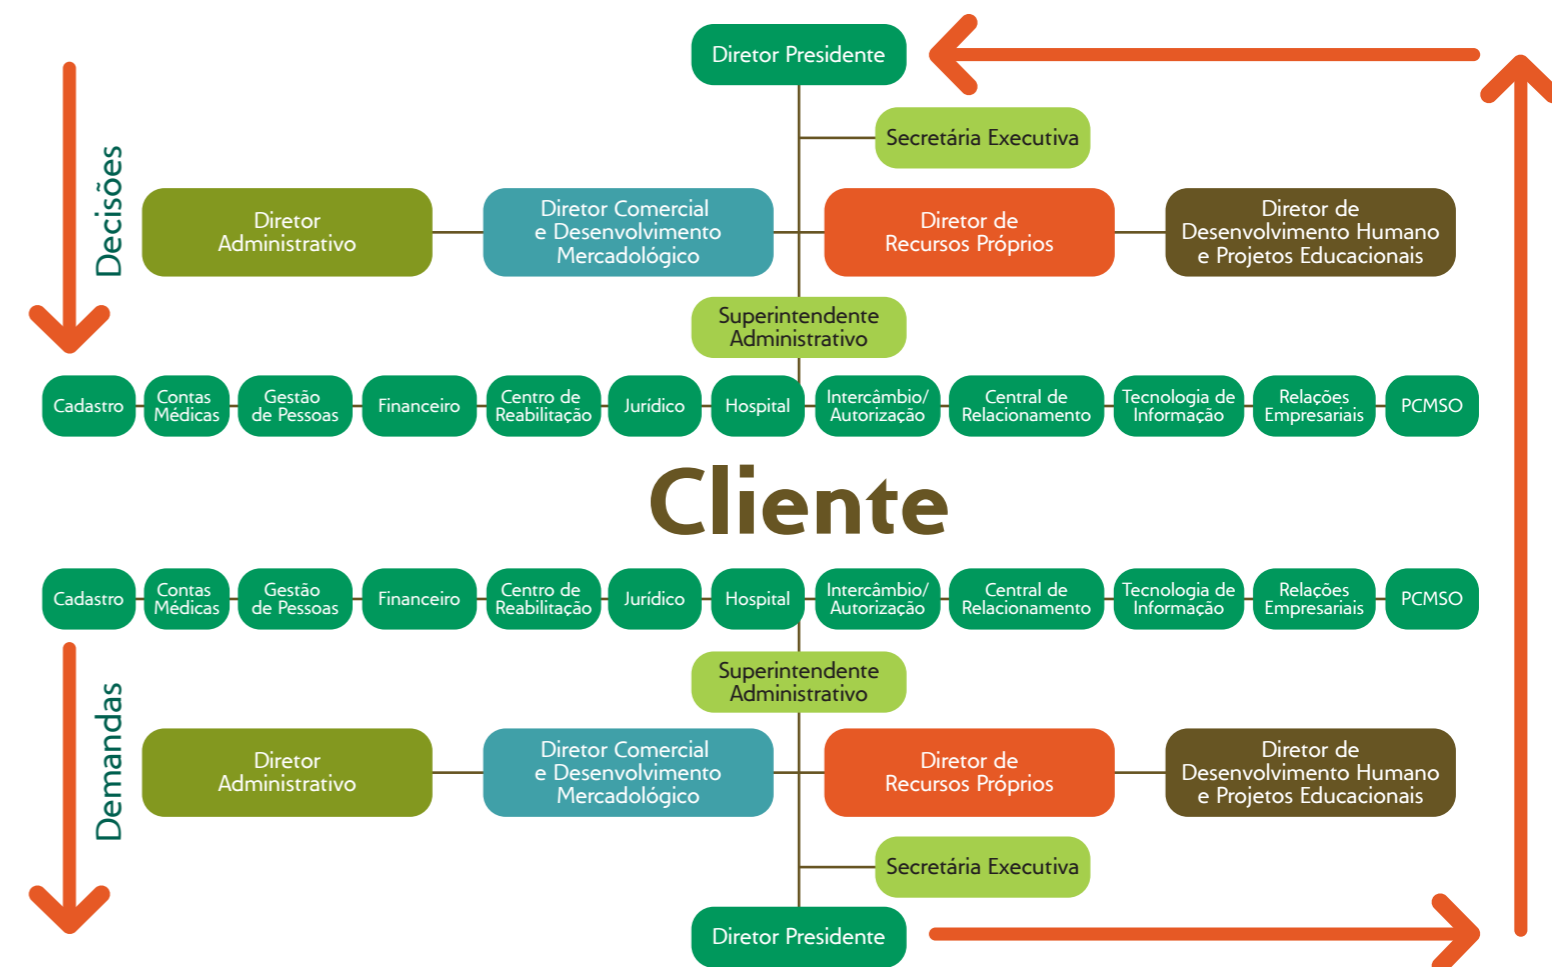 Diretor Presidente
Secretária Executiva
Decisões
Diretor
Administrativo
Diretor Comercial
e Desenvolvimento
Mercadológico
Diretor de
Recursos Próprios
Diretor de
Desenvolvimento Humano
e Projetos Educacionais
Superintendente
Administrativo
Cadastro
Contas
Médicas
Gestão
de Pessoas
Financeiro
Centro de
Reabilitação
Jurídico
Hospital
Intercâmbio/
Autorização
Central de
Relacionamento
Tecnologia de
Informação
Relações
Empresariais
PCMSO
Cliente
Cadastro
Contas
Médicas
Gestão
de Pessoas
Financeiro
Centro de
Reabilitação
Jurídico
Hospital
Intercâmbio/
Autorização
Central de
Relacionamento
Tecnologia de
Informação
Relações
Empresariais
PCMSO
Superintendente
Administrativo
Demandas
Diretor
Administrativo
Diretor Comercial
e Desenvolvimento
Mercadológico
Diretor de
Recursos Próprios
Diretor de
Desenvolvimento Humano
e Projetos Educacionais
Secretária Executiva
Diretor Presidente